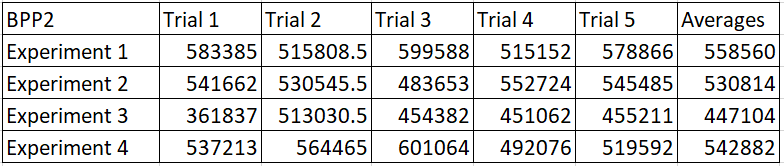 BPP2 Trial 1 Trial 2 Trial 3 Trial 4 Trial 5 Averages
Experiment 1 583385 515808.5 599588 515152 578866 558560
Experiment 2 541662 530545.5 483653 552724 545485 530814
Experiment 3 361837 513030.5 454382 451062 455211 447104
Experiment 4 537213 564465 601064 492076 519592 542882